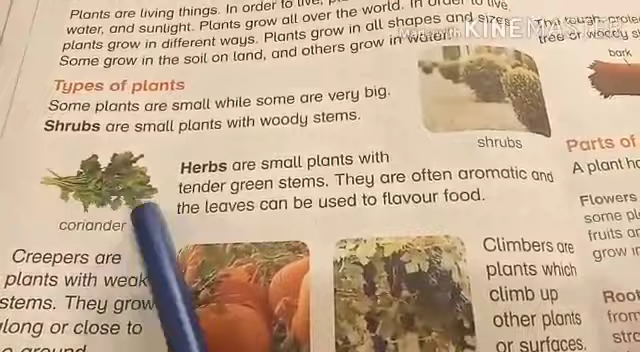 Plants are living things. In order to live,
water, and sunlight. Plants grow all over the world. In order to live,
plants grow in different ways. Plants grow in all shapes and sizes.
Some grow in the soil on land, and others grow in water.
Made with KINEMASTER
Types of plants
Some plants are small while some are very big.
Shrubs are small plants with woody stems.
shrubs
Herbs are small plants with
tender green stems. They are often aromatic and
the leaves can be used to flavour food.
coriander
Creepers are
plants with weak
stems. They grow
along or close to
ground
Climbers are
plants which
climb up
other plants
or surfaces.
The tough
tree or woody
bark
Parts of
A plant
Flowers
some
fruits
grow
Root
from